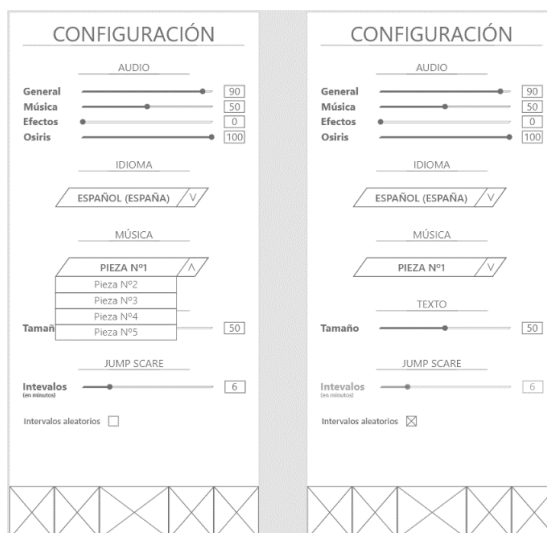 CONFIGURACIÓN
AUDIO
General 90
Música 50
Efectos 0
Osiris 100
IDIOMA
ESPAÑOL (ESPAÑA) V
MÚSICA
PIEZA Nº1 Λ
Pieza Nº2
Pieza Nº3
Pieza Nº4
Pieza Nº5
Tamañ 50
JUMP SCARE
Intevalos 6
(en minutos)
Intervalos aleatorios
CONFIGURACIÓN
AUDIO
General 90
Música 50
Efectos 0
Osiris 100
IDIOMA
ESPAÑOL (ESPAÑA) V
MÚSICA
PIEZA Nº1 V
TEXTO
Tamaño 50
JUMP SCARE
Intevalos 6
(en minutos)
Intervalos aleatorios